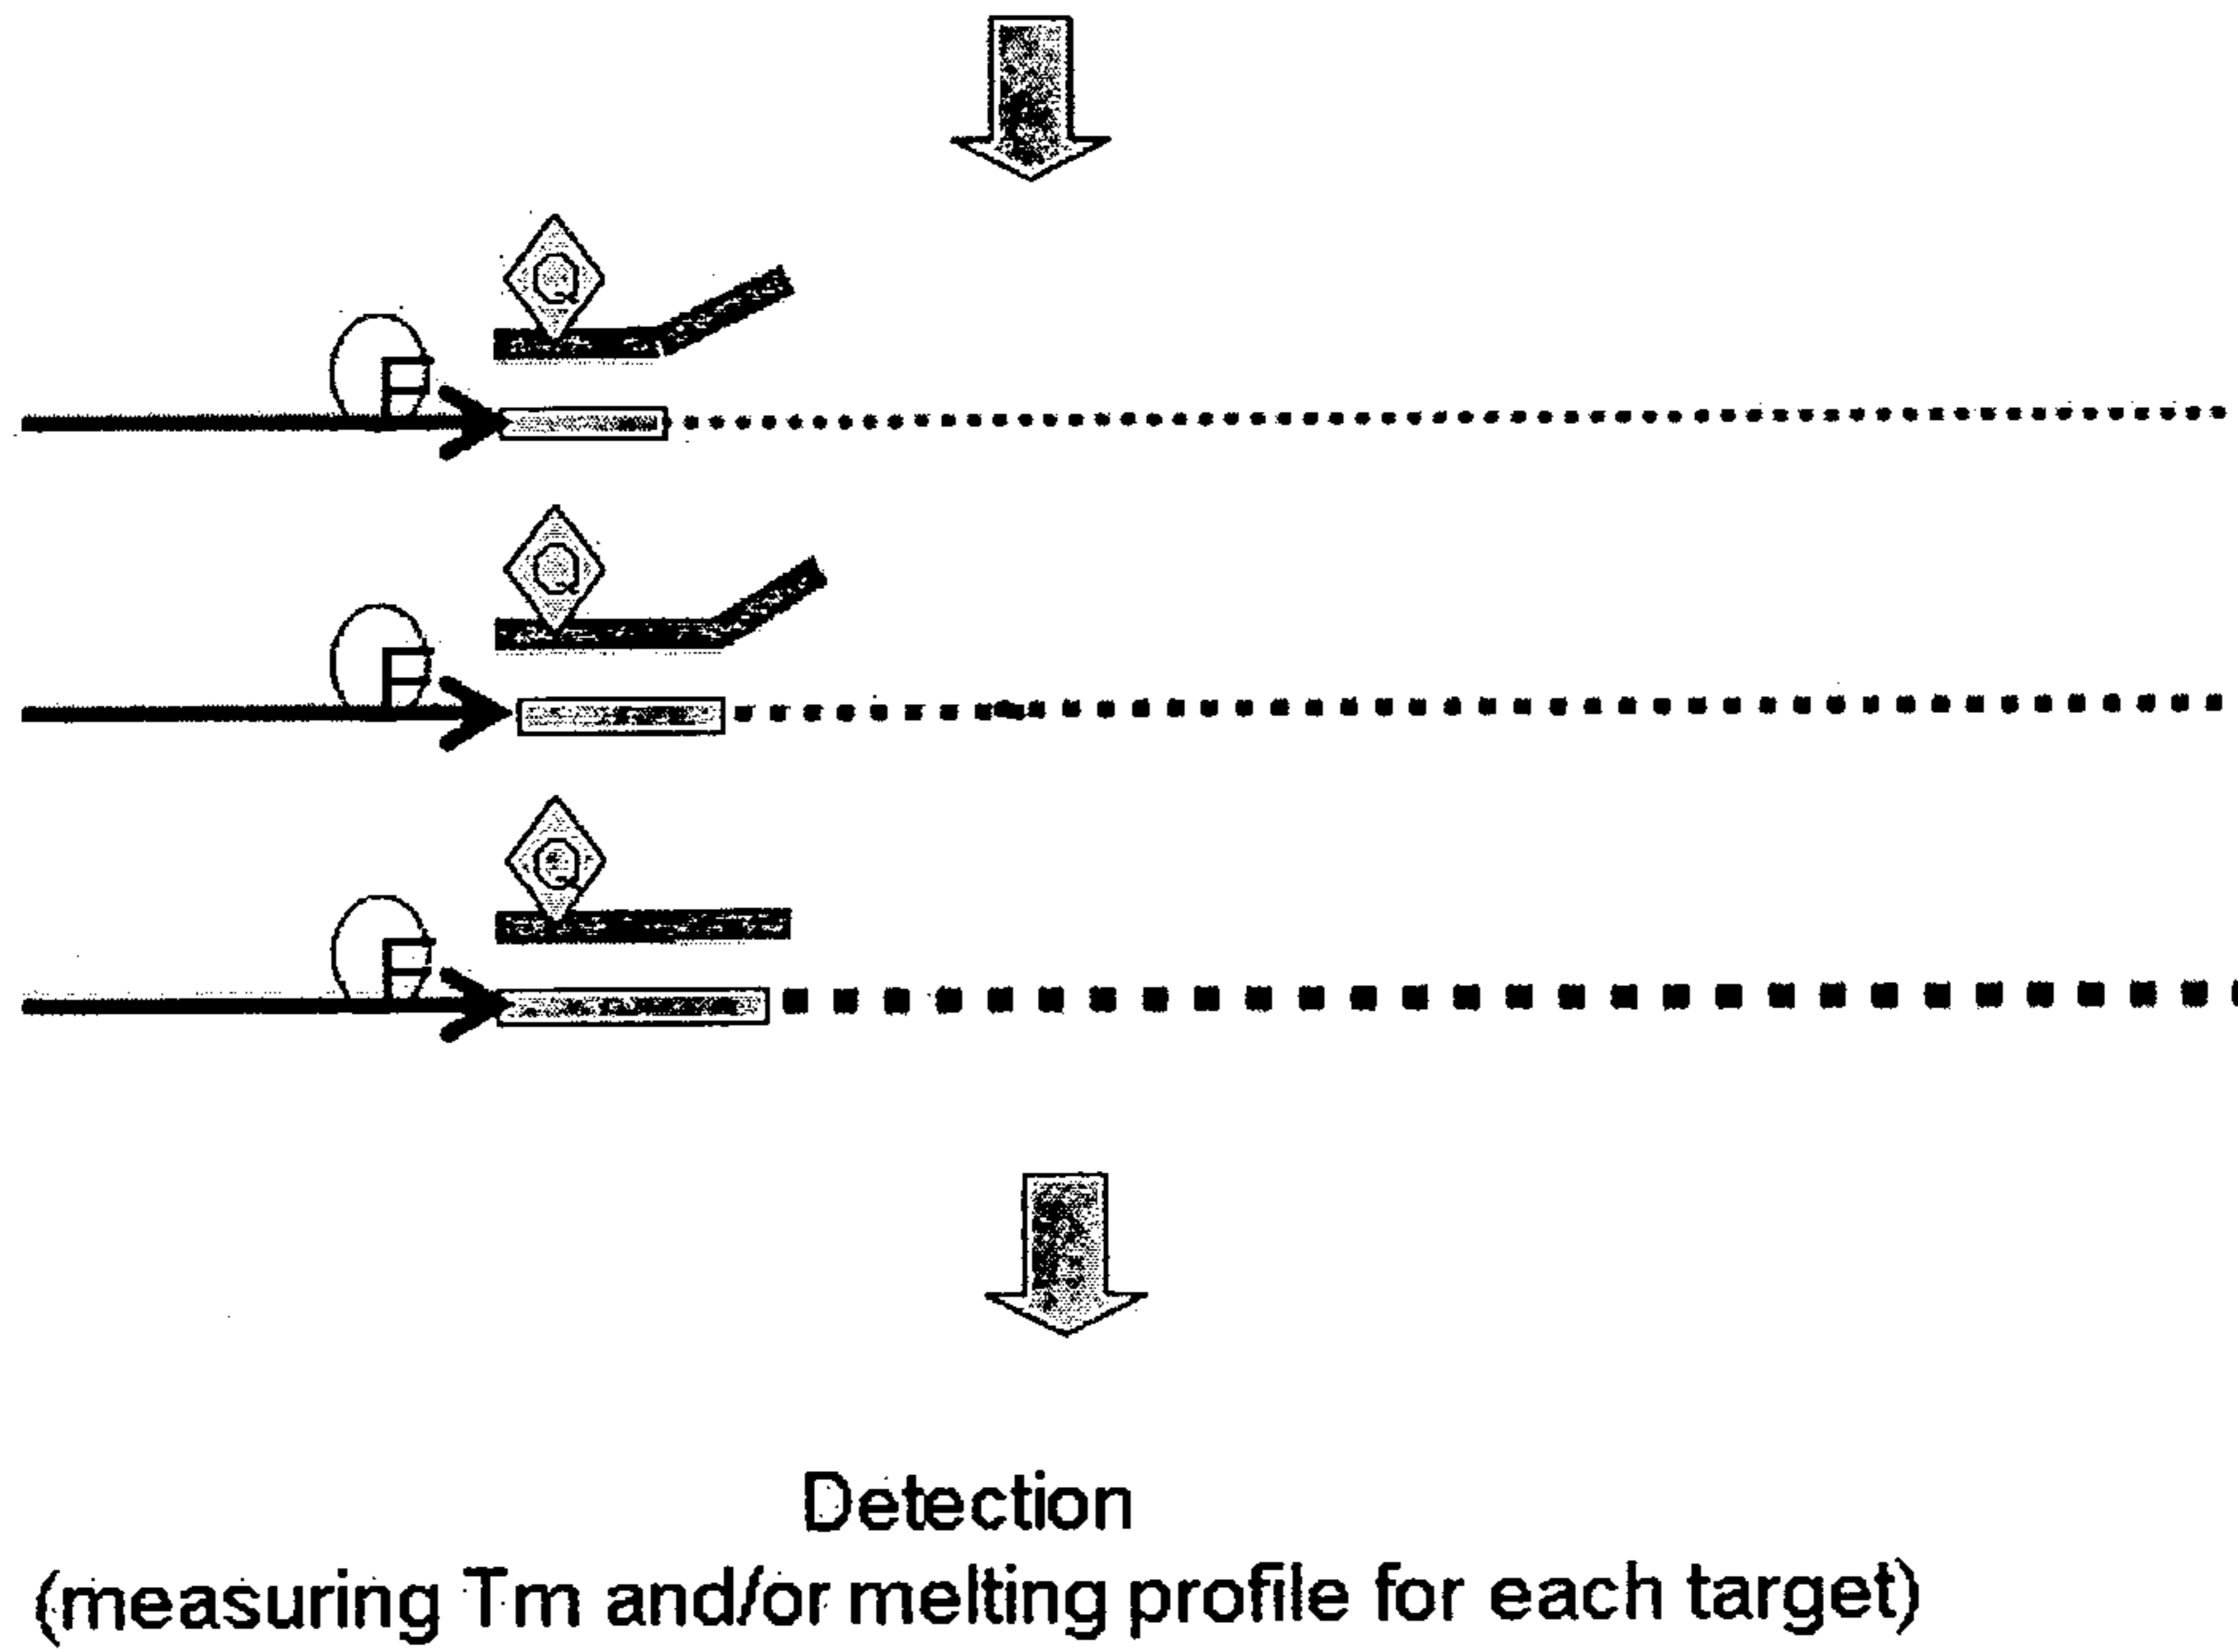 Q
F
Q
F
Q
F
Detection
(measuring Tm and/or melting profile for each target)